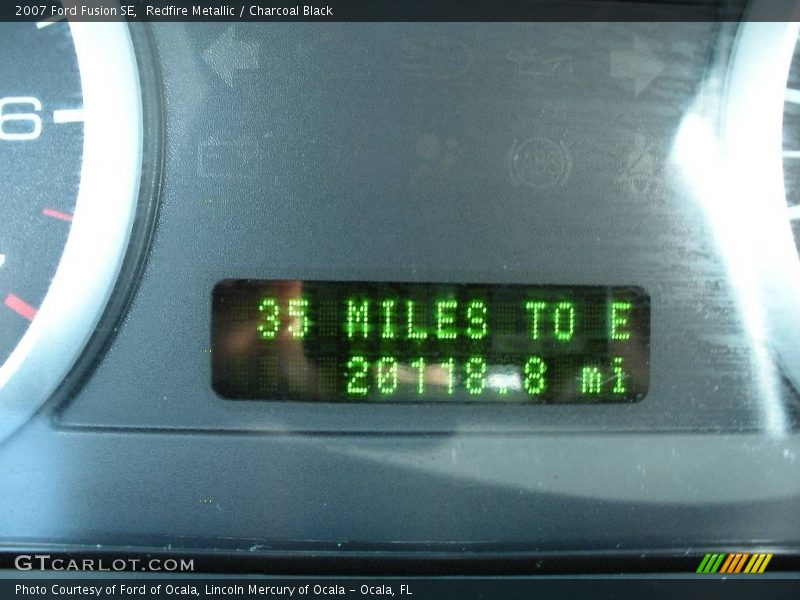 2007 Ford Fusion SE, Redfire Metallic / Charcoal Black
6
ABS
35 MILES TO E
20118.8 mi
GTCARLOT.COM
Photo Courtesy of Ford of Ocala, Lincoln Mercury of Ocala - Ocala, FL